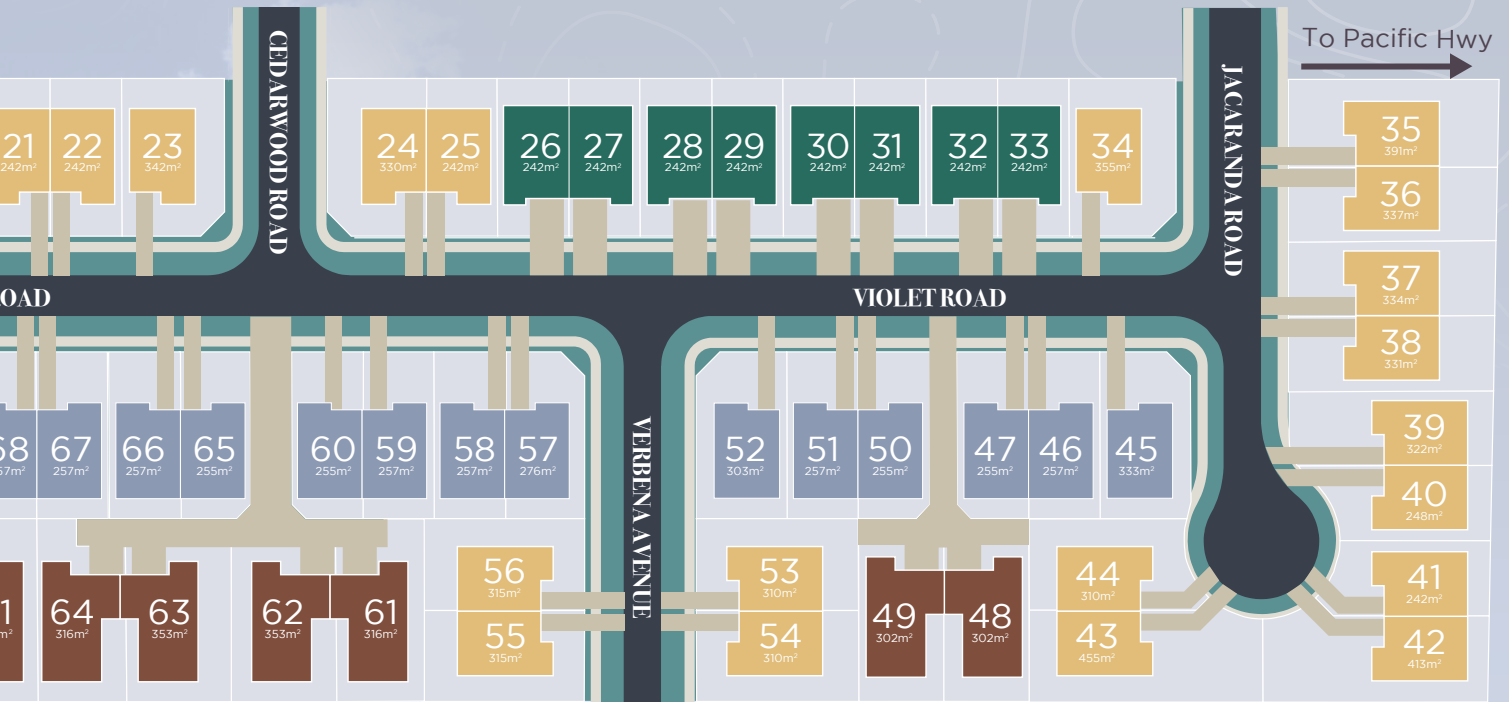 To Pacific Hwy
CEDARWOOD ROAD
JACARANDA ROAD
21
242m²
22
242m²
23
342m²
24
330m²
25
242m²
26
242m²
27
242m²
28
242m²
29
242m²
30
242m²
31
242m²
32
242m²
33
242m²
34
355m²
35
391m²
36
337m²
37
334m²
38
331m²
OAD
VIOLET ROAD
VERBENA AVENUE
68
57m²
67
257m²
66
257m²
65
255m²
60
255m²
59
257m²
58
257m²
57
276m²
52
303m²
51
257m²
50
255m²
47
255m²
46
257m²
45
333m²
39
322m²
40
248m²
1
m²
64
316m²
63
353m²
62
353m²
61
316m²
56
315m²
55
315m²
53
310m²
54
310m²
49
302m²
48
302m²
44
310m²
43
455m²
41
242m²
42
413m²